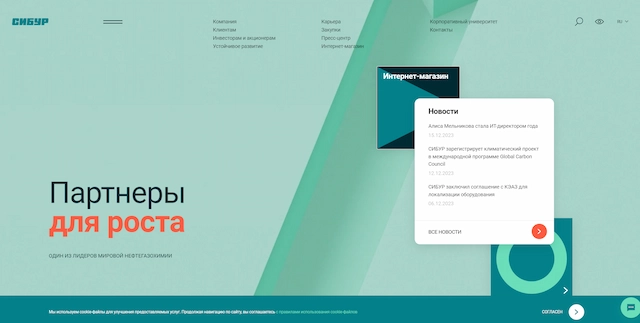 СИБУР
Компания
Клиентам
Инвесторам и акционерам
Устойчивое развитие
Карьера
Закупки
Пресс-центр
Интернет-магазин
Корпоративный университет
Контакты
Ru
Интернет-магазин
Новости
Алиса Мельникова стала ИТ-директором года
13.12.2023
СИБУР зарегистрирует климатический проект
в международной программе Global Carbon
Council
12.12.2023
СИБУР заключил соглашение с КЭАЗ для
локализации оборудования
06.12.2023
ВСЕ НОВОСТИ
Партнеры
для роста
ОДИН ИЗ ЛИДЕРОВ МИРОВОЙ НЕФТЕГАЗОХИМИИ
Мы используем cookie-файлы для улучшения предоставляемых услуг. Продолжая навигацию по сайту, вы соглашаетесь с правилами использования cookie-файлов
СОГЛАСЕН